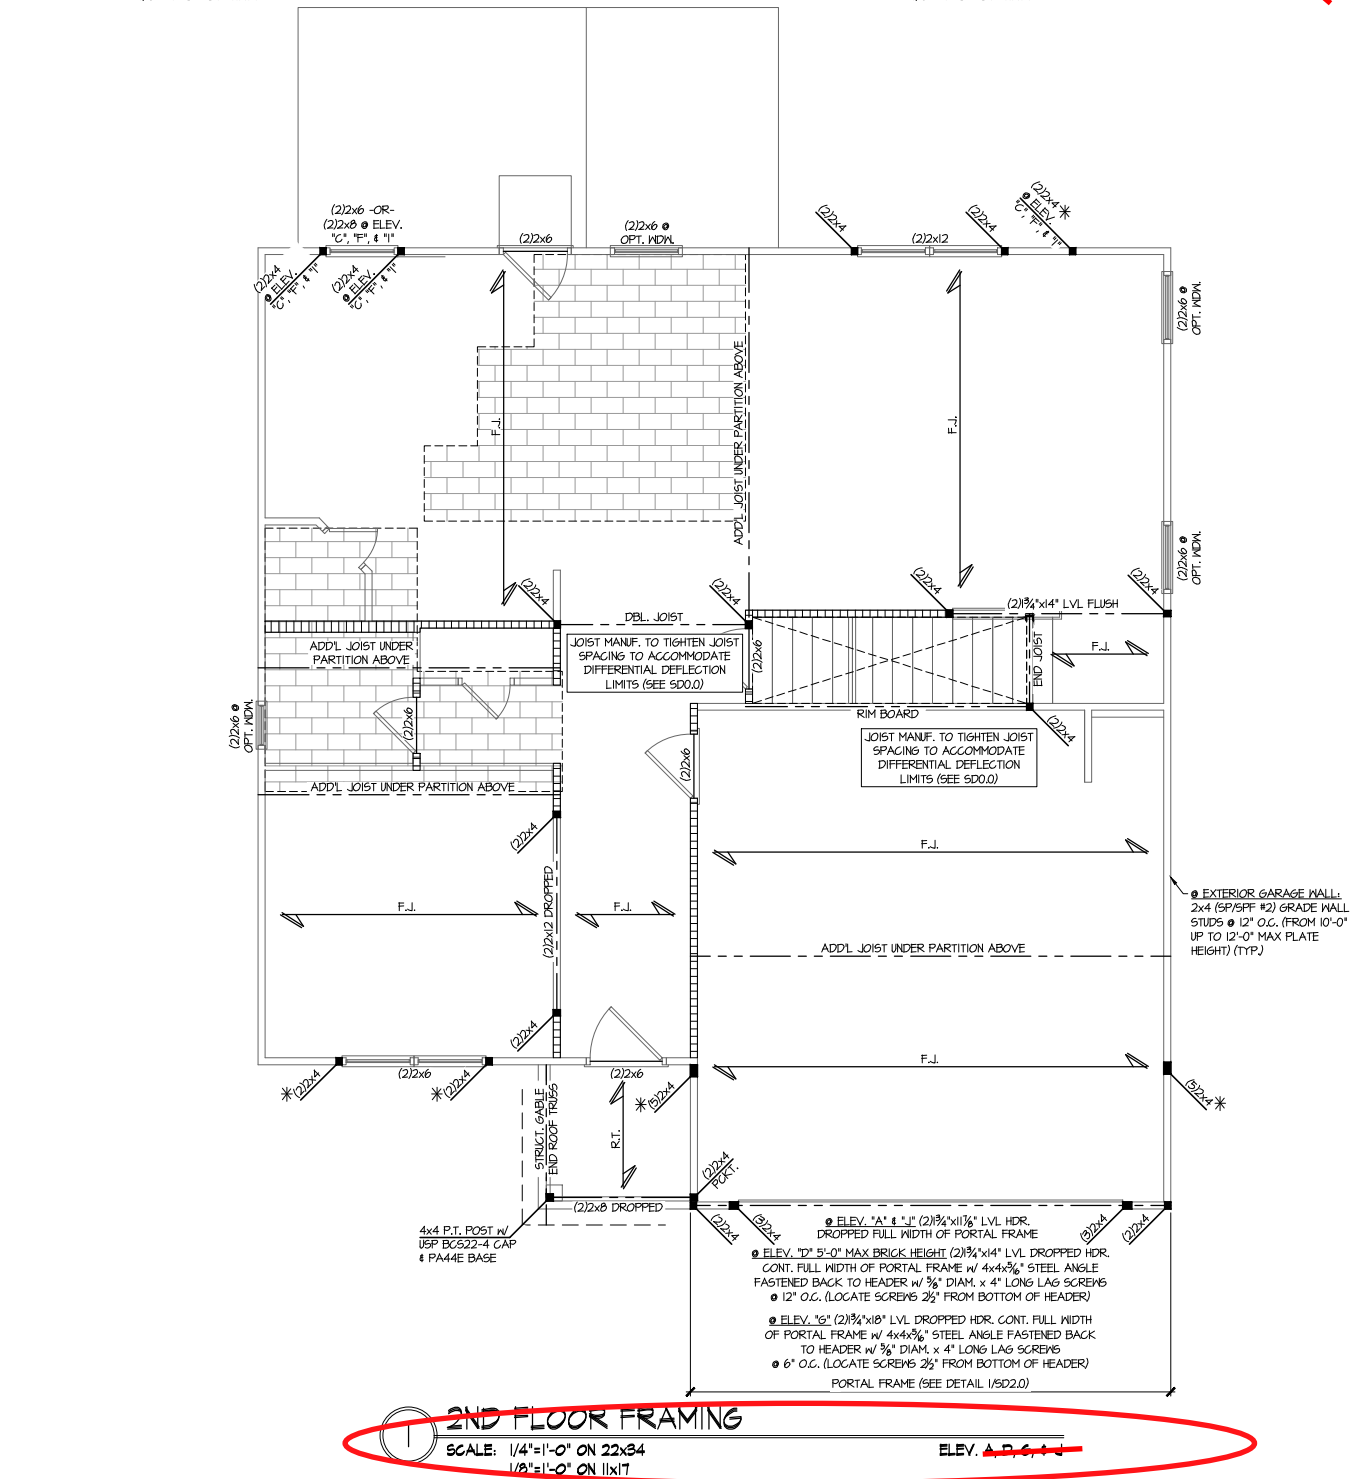 (2)2x6 -OR-
(2)2x8 @ ELEV.
"C", "F", & "I"
(2)2x4
@ ELEV.
"C", "F", & "I"
(2)2x4
@ ELEV.
"C", "F", & "I"
(2)2x6
(2)2x6 @
OPT. WDW.
(2)2x4
(2)2x12
(2)2x4
(2)2x4 *
@ ELEV.
"C", "F", & "I"
(2)2x6 @
OPT. WDW.
F.J.
ADD'L JOIST UNDER PARTITION ABOVE
F.J.
(2)2x6 @
OPT. WDW.
(2)2x4
DBL. JOIST
(2)2x4
(2)2x4
(2)1¾"x14" LVL FLUSH
(2)2x4
ADD'L JOIST UNDER
PARTITION ABOVE
JOIST MANUF. TO TIGHTEN JOIST
SPACING TO ACCOMMODATE
DIFFERENTIAL DEFLECTION
LIMITS (SEE SD0.0)
(2)2x6
END JOIST
F.J.
(2)2x6 @
OPT. WDW.
(2)2x6
RIM BOARD
(2)2x4
JOIST MANUF. TO TIGHTEN JOIST
SPACING TO ACCOMMODATE
DIFFERENTIAL DEFLECTION
LIMITS (SEE SD0.0)
(2)2x6
ADD'L JOIST UNDER PARTITION ABOVE
(2)2x4
F.J.
F.J.
(2)2x12 DROPPED
F.J.
@ EXTERIOR GARAGE WALL:
2x4 (SP/SPF #2) GRADE WALL
STUDS @ 12" O.C. (FROM 10'-0"
UP TO 12'-0" MAX PLATE
HEIGHT) (TYP.)
ADD'L JOIST UNDER PARTITION ABOVE
(2)2x4
F.J.
* (2)2x4
(2)2x6
* (2)2x4
(2)2x6
* (5)2x4
(5)2x4 *
STRUCT. GABLE
END ROOF TRUSS
R.T.
(2)2x4
PCKT.
(2)2x8 DROPPED
4x4 P.T. POST W/
USP BCS22-4 CAP
& PA44E BASE
(2)2x4
(3)2x4
(3)2x4
(2)2x4
@ ELEV. "A" & "J" (2)1¾"x11⅞" LVL HDR.
DROPPED FULL WIDTH OF PORTAL FRAME
@ ELEV. "D" 5'-0" MAX BRICK HEIGHT (2)1¾"x14" LVL DROPPED HDR.
CONT. FULL WIDTH OF PORTAL FRAME W/ 4x4x5/16" STEEL ANGLE
FASTENED BACK TO HEADER W/ ⅝" DIAM. x 4" LONG LAG SCREWS
@ 12" O.C. (LOCATE SCREWS 2½" FROM BOTTOM OF HEADER)
@ ELEV. "G" (2)1¾"x18" LVL DROPPED HDR. CONT. FULL WIDTH
OF PORTAL FRAME W/ 4x4x5/16" STEEL ANGLE FASTENED BACK
TO HEADER W/ ⅝" DIAM. x 4" LONG LAG SCREWS
@ 6" O.C. (LOCATE SCREWS 2½" FROM BOTTOM OF HEADER)
PORTAL FRAME (SEE DETAIL 1/SD2.0)
1
2ND FLOOR FRAMING
SCALE: 1/4"=1'-0" ON 22x34
ELEV. A, D, G, & J
1/8"=1'-0" ON 11x17